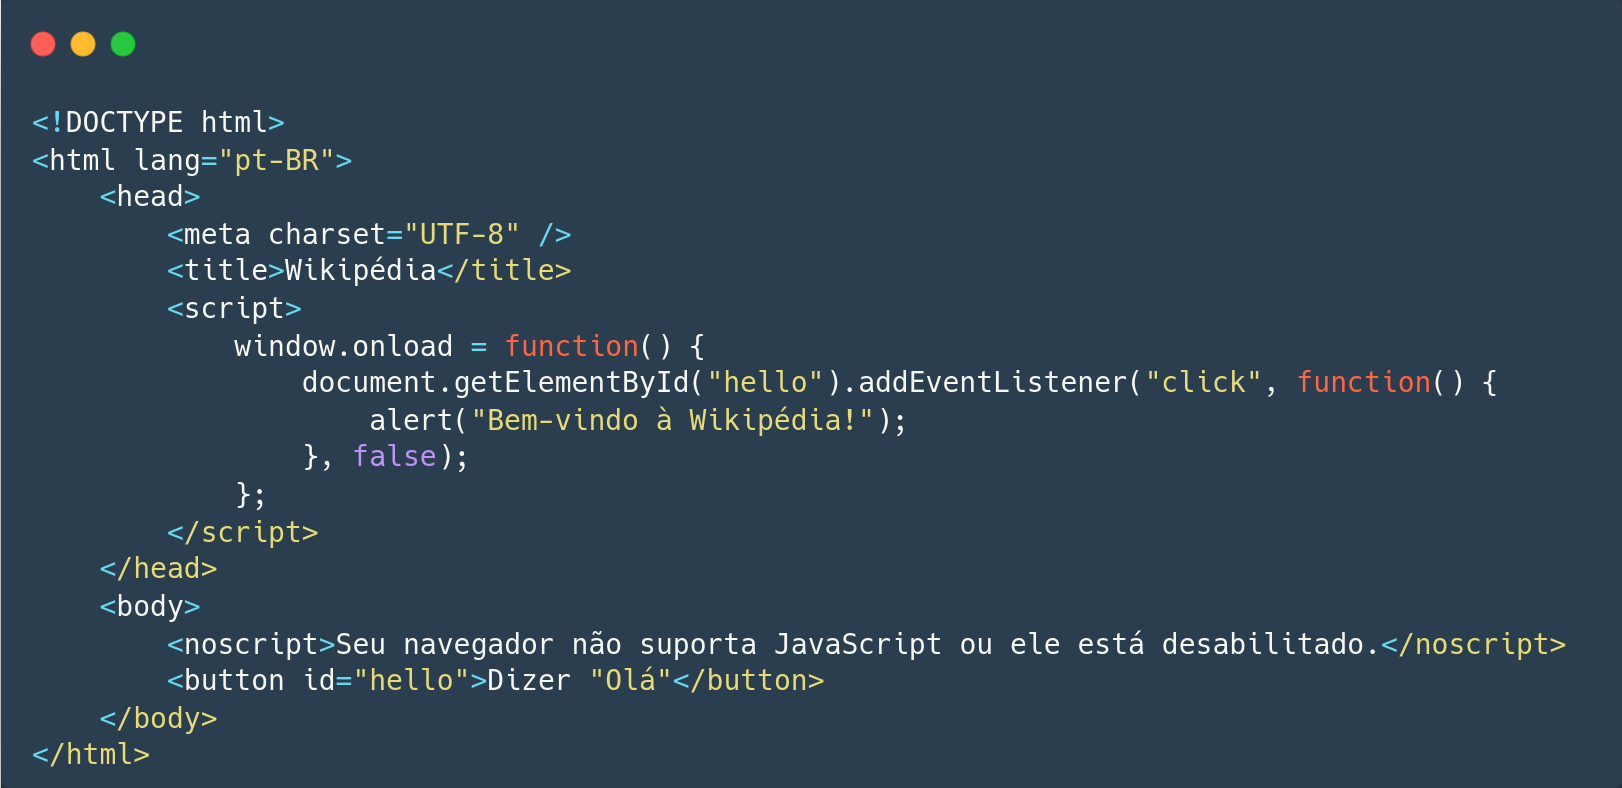 <!DOCTYPE html>
<html lang="pt-BR">
    <head>
        <meta charset="UTF-8" />
        <title>Wikipédia</title>
        <script>
            window.onload = function() {
                document.getElementById("hello").addEventListener("click", function() {
                    alert("Bem-vindo à Wikipédia!");
                }, false);
            };
        </script>
    </head>
    <body>
        <noscript>Seu navegador não suporta JavaScript ou ele está desabilitado.</noscript>
        <button id="hello">Dizer "Olá"</button>
    </body>
</html>